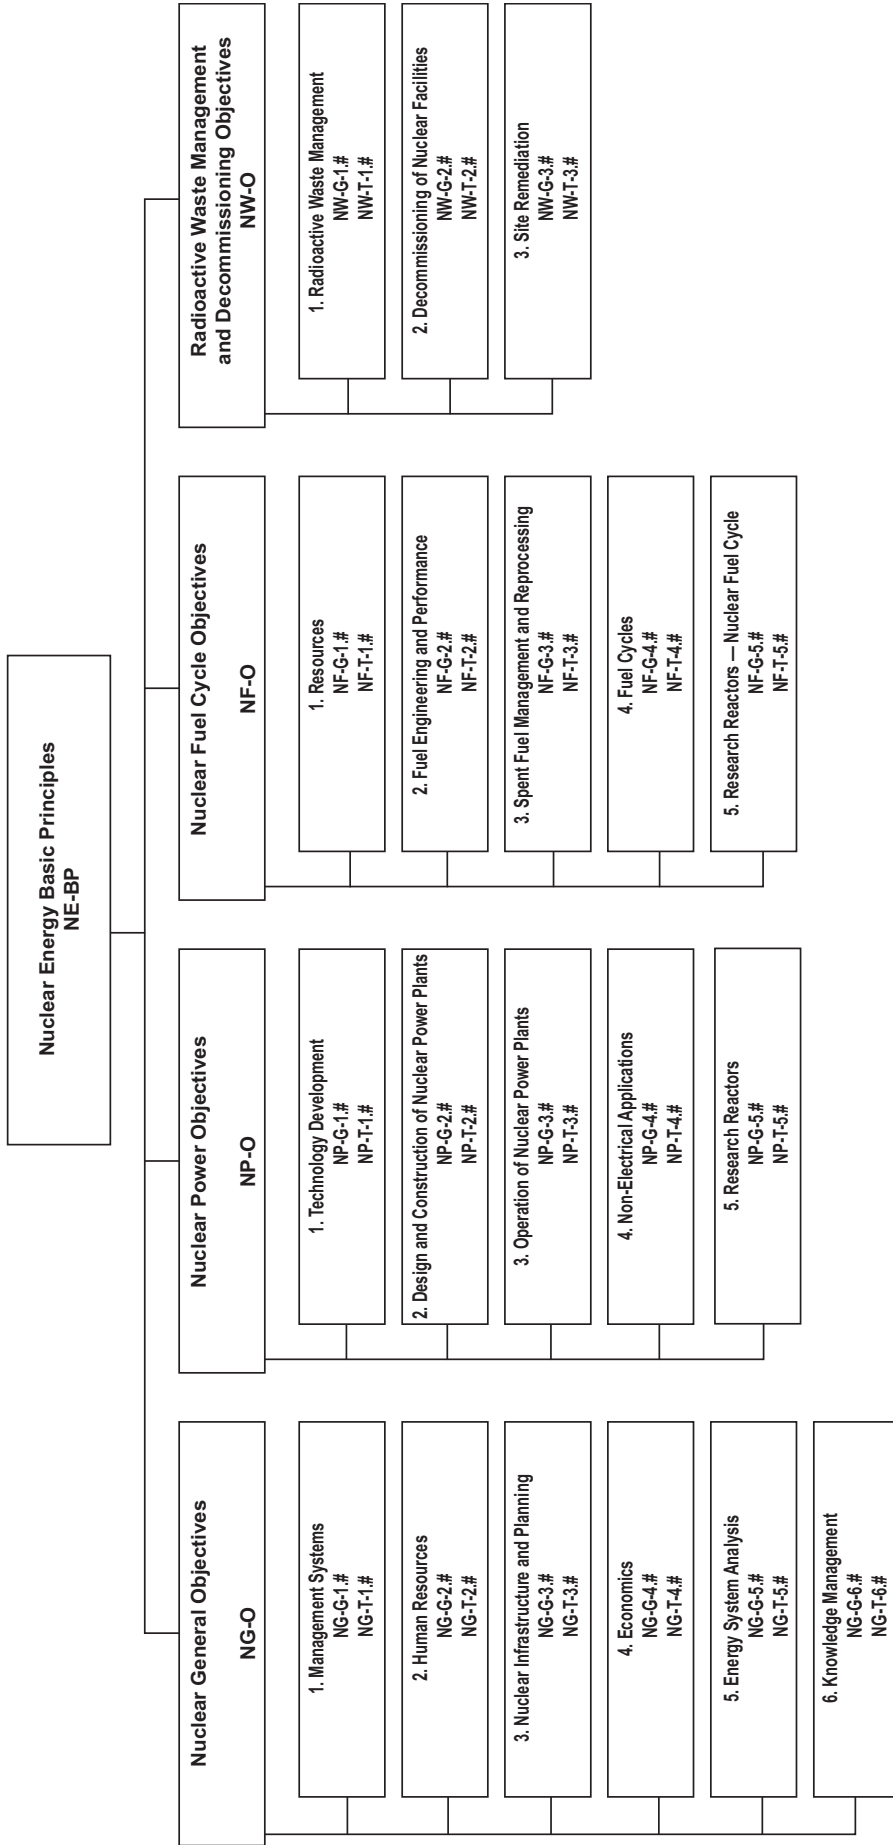 Nuclear Energy Basic Principles
NE-BP
Nuclear General Objectives
NG-O
1. Management Systems
NG-G-1.#
NG-T-1.#
2. Human Resources
NG-G-2.#
NG-T-2.#
3. Nuclear Infrastructure and Planning
NG-G-3.#
NG-T-3.#
4. Economics
NG-G-4.#
NG-T-4.#
5. Energy System Analysis
NG-G-5.#
NG-T-5.#
6. Knowledge Management
NG-G-6.#
NG-T-6.#
Nuclear Power Objectives
NP-O
1. Technology Development
NP-G-1.#
NP-T-1.#
2. Design and Construction of Nuclear Power Plants
NP-G-2.#
NP-T-2.#
3. Operation of Nuclear Power Plants
NP-G-3.#
NP-T-3.#
4. Non-Electrical Applications
NP-G-4.#
NP-T-4.#
5. Research Reactors
NP-G-5.#
NP-T-5.#
Nuclear Fuel Cycle Objectives
NF-O
1. Resources
NF-G-1.#
NF-T-1.#
2. Fuel Engineering and Performance
NF-G-2.#
NF-T-2.#
3. Spent Fuel Management and Reprocessing
NF-G-3.#
NF-T-3.#
4. Fuel Cycles
NF-G-4.#
NF-T-4.#
5. Research Reactors — Nuclear Fuel Cycle
NF-G-5.#
NF-T-5.#
Radioactive Waste Management
and Decommissioning Objectives
NW-O
1. Radioactive Waste Management
NW-G-1.#
NW-T-1.#
2. Decommissioning of Nuclear Facilities
NW-G-2.#
NW-T-2.#
3. Site Remediation
NW-G-3.#
NW-T-3.#